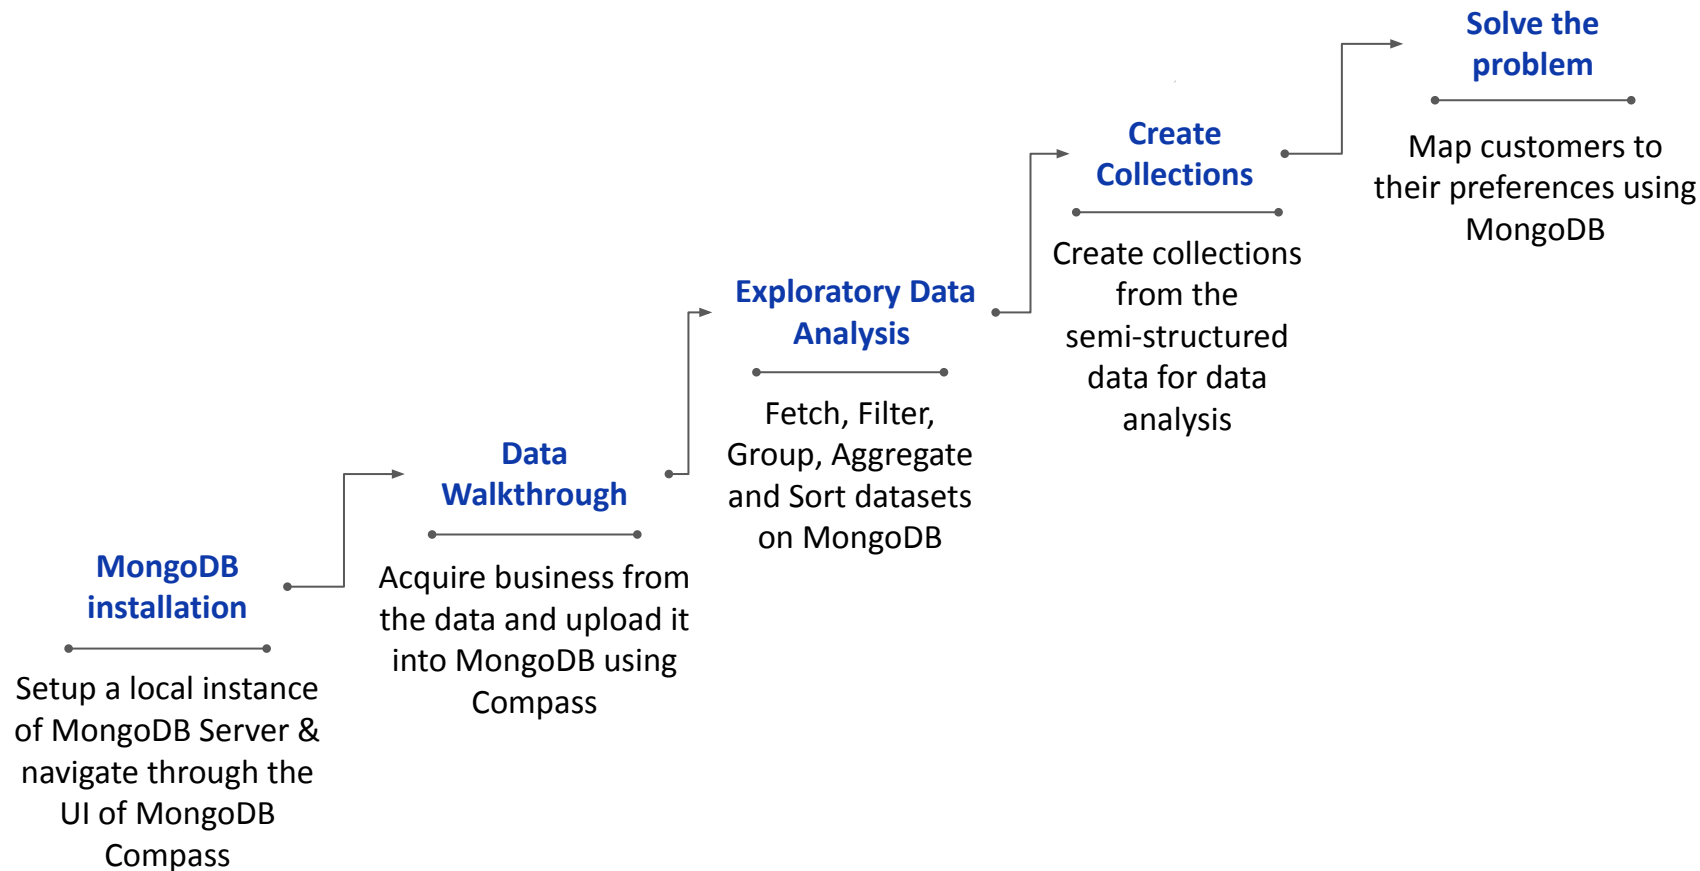 MongoDB
installation
Setup a local instance
of MongoDB Server &
navigate through the
UI of MongoDB
Compass
Data
Walkthrough
Acquire business from
the data and upload it
into MongoDB using
Compass
Exploratory Data
Analysis
Fetch, Filter,
Group, Aggregate
and Sort datasets
on MongoDB
Create
Collections
Create collections
from the
semi-structured
data for data
analysis
Solve the
problem
Map customers to
their preferences using
MongoDB